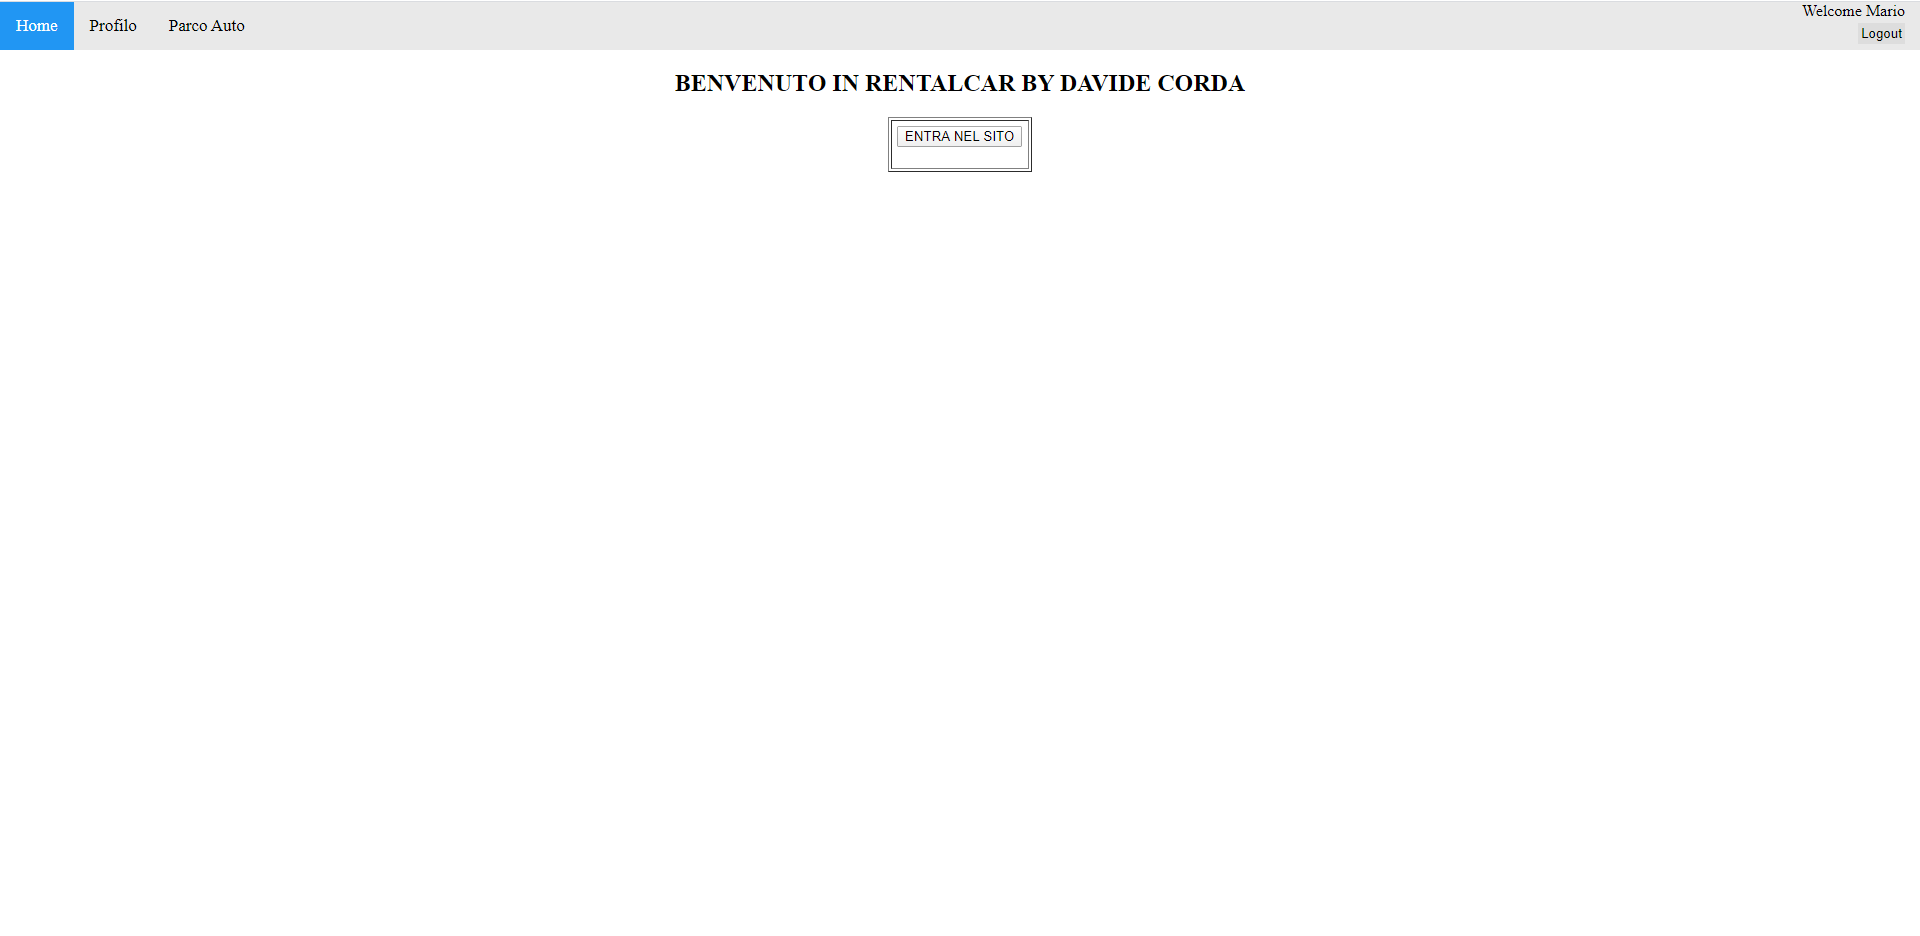 Home Profilo Parco Auto Welcome Mario
Logout
BENVENUTO IN RENTALCAR BY DAVIDE CORDA
ENTRA NEL SITO